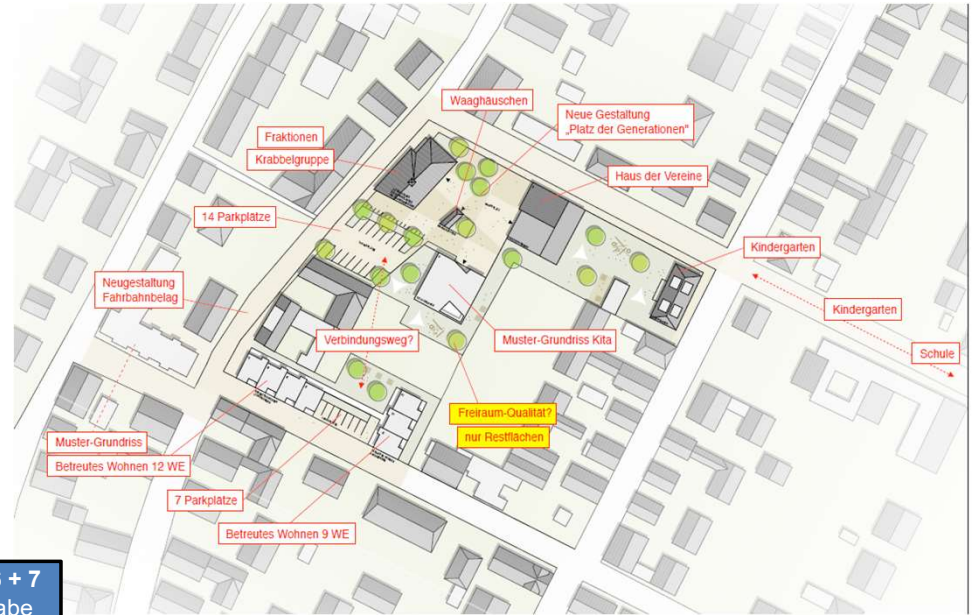 Waaghäuschen
Neue Gestaltung
„Platz der Generationen"
Fraktionen
Krabbelgruppe
Haus der Vereine
14 Parkplätze
Kindergarten
Neugestaltung
Fahrbahnbelag
Kindergarten
Verbindungsweg?
Muster-Grundriss Kita
Schule
Freiraum-Qualität?
nur Restflächen
Muster-Grundriss
Betreutes Wohnen 12 WE
7 Parkplätze
Betreutes Wohnen 9 WE
+ 7
abe